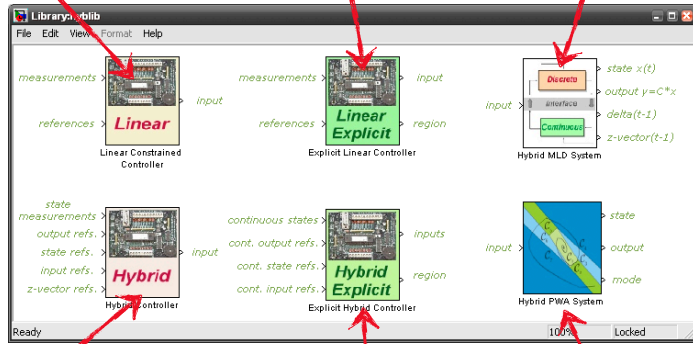 Library:hyblib
File Edit View Format Help
measurements
references
Linear
input
Linear Constrained
Controller
measurements
references
Linear
Explicit
input
region
Explicit Linear Controller
input
Discrete
interface
Continuous
state x(t)
output y=C*x
delta(t-1)
z-vector(t-1)
Hybrid MLD System
state
measurements
output refs.
state refs.
input refs.
z-vector refs.
Hybrid
input
Hybrid Controller
continuous states
cont. output refs.
cont. state refs.
cont. input refs.
Hybrid
Explicit
inputs
region
Explicit Hybrid Controller
input
state
output
mode
Hybrid PWA System
Ready
100%
Locked